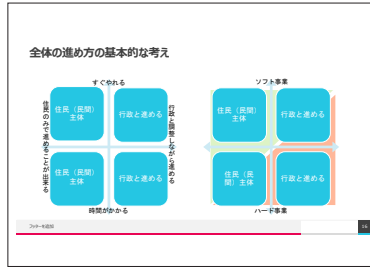 全体の進め方の基本的な考え
すぐやれる
住民のみで進めることが出来る
住民（民間）
主体
行政と進める
住民（民間）
主体
行政と進める
行政と調整しながら進める
時間がかかる
ソフト事業
住民（民間）
主体
行政と進める
住民（民
間）主体
行政と進める
ハード事業
フッターを追加
16